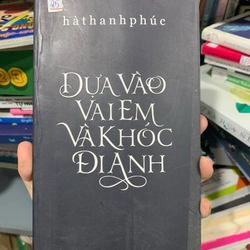 hàthanhphúc
DỰA VÀO
VAI EM
VÀ KHÓC
ĐI ANH